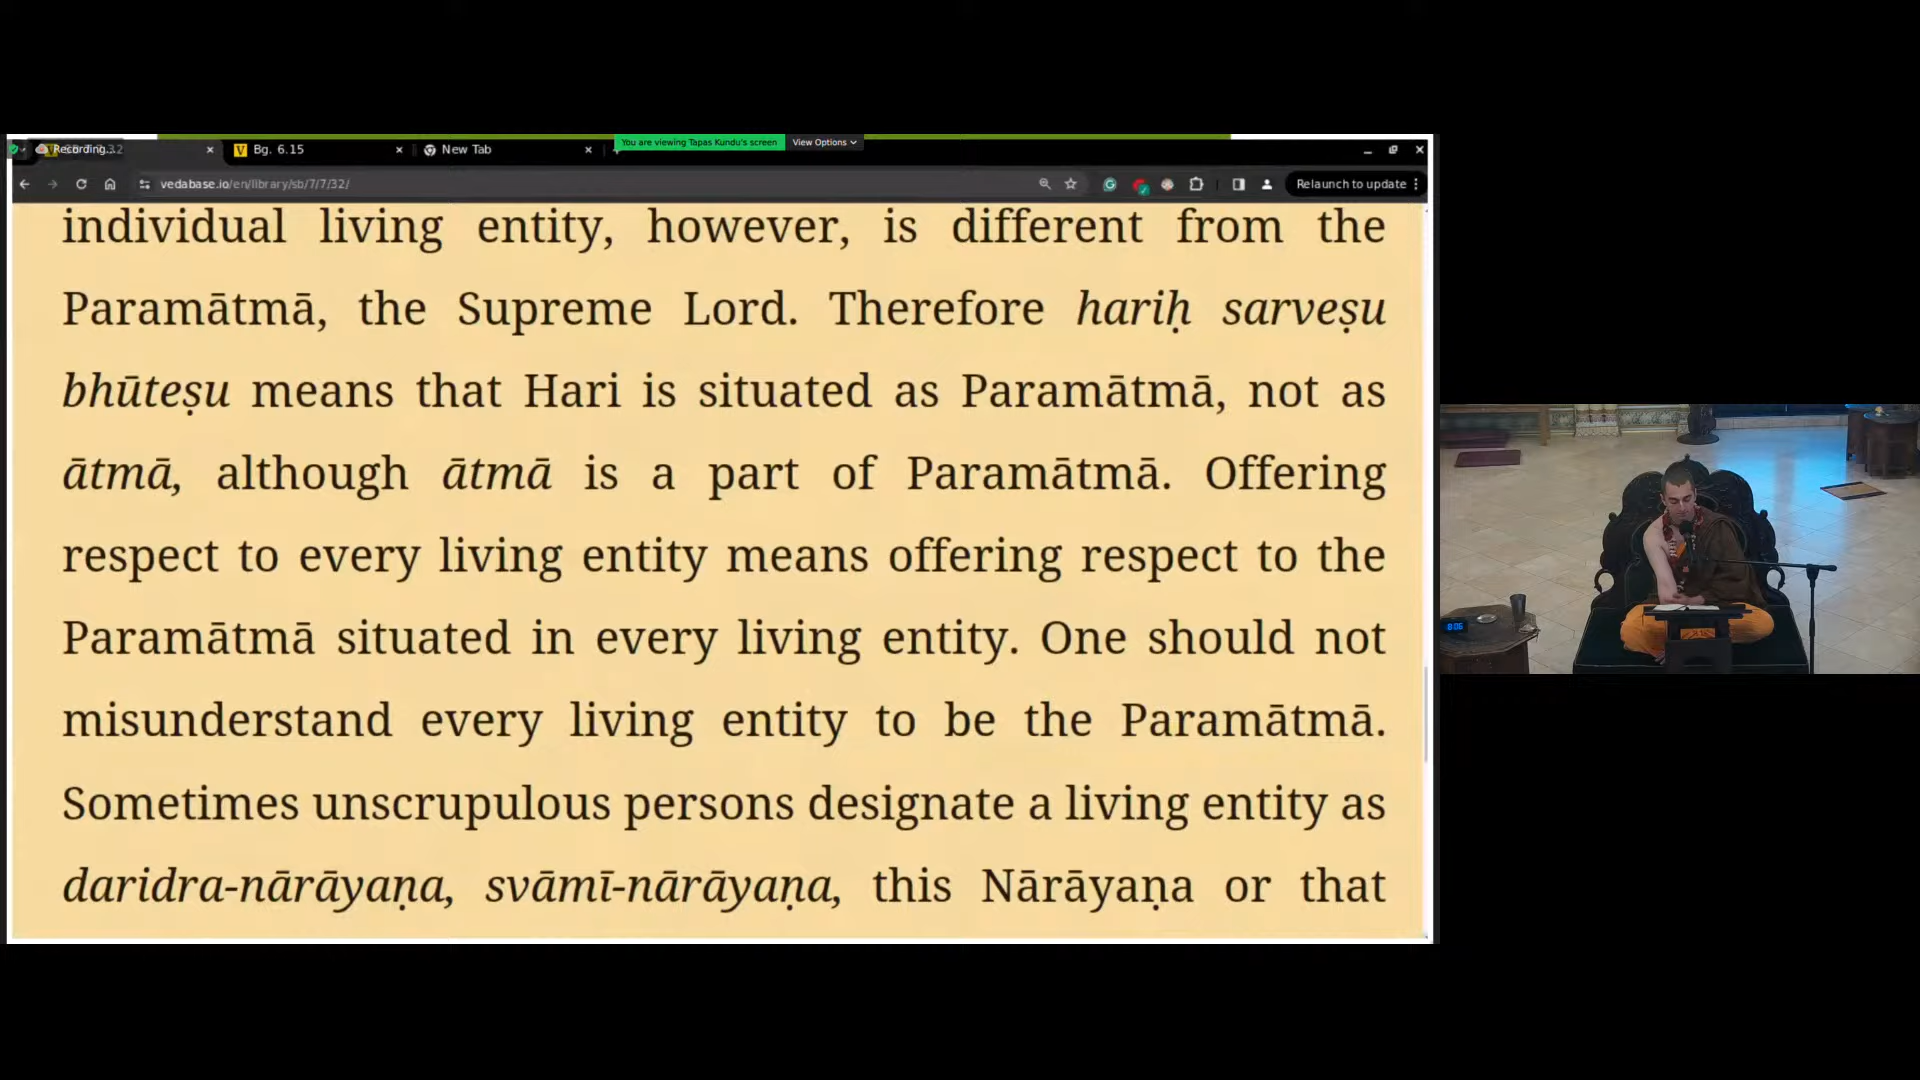 You are viewing Tapas Kundu's screen
View Options
Recording...
Bg. 6.15
New Tab
vedabase.io/en/library/sb/7/7/32/
Relaunch to update
individual living entity, however, is different from the
Paramātmā, the Supreme Lord. Therefore hariḥ sarveṣu
bhūteṣu means that Hari is situated as Paramātmā, not as
ātmā, although ātmā is a part of Paramātmā. Offering
respect to every living entity means offering respect to the
Paramātmā situated in every living entity. One should not
misunderstand every living entity to be the Paramātmā.
Sometimes unscrupulous persons designate a living entity as
daridra-nārāyaṇa, svāmī-nārāyaṇa, this Nārāyaṇa or that
8:05